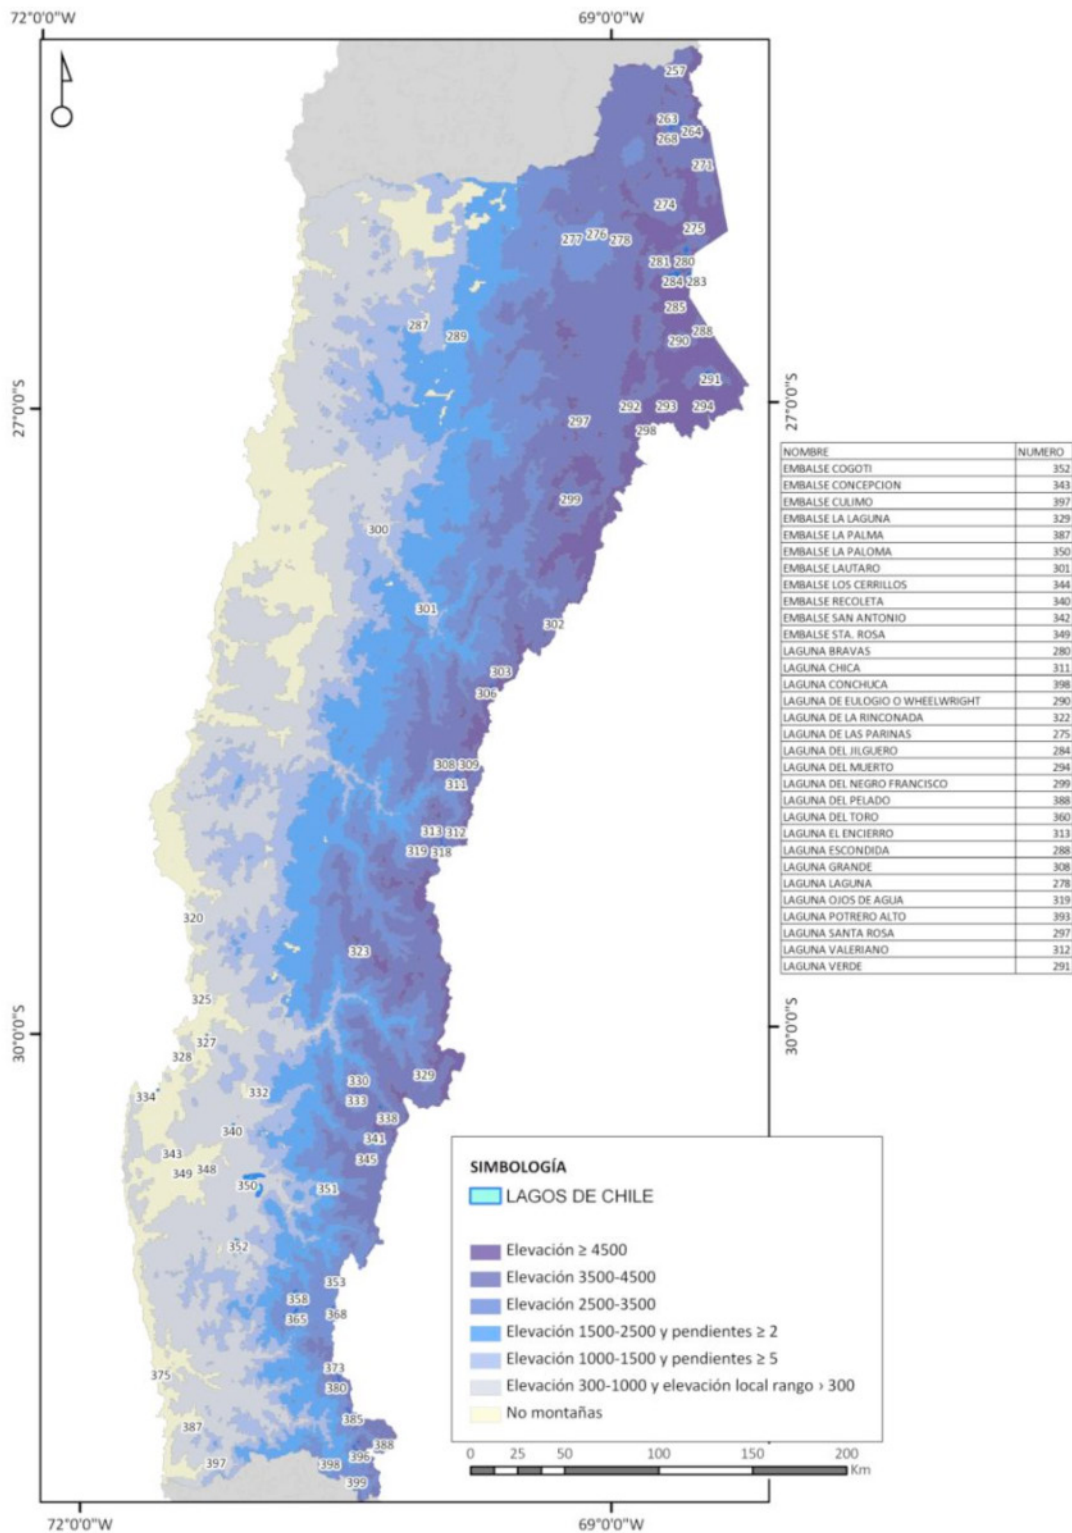 72°0'0"W 69°0'0"W
257
263
264
268
271
274
275
276
277 278
281 280
284 283
285
287
288
289
290
291
27°0'0"S 27°0'0"S
292 293 294
297
298
299
300
301
302
303
306
308 309
311
313 312
319 318
320
323
325
30°0'0"S 30°0'0"S
327
328
329
330
332
333
334
338
340
341
343
345
348
349
350
351
352
353
358
365
368
373
375
380
385
387
388
396
397
398
399
NOMBRE NUMERO
EMBALSE COGOTI 352
EMBALSE CONCEPCION 343
EMBALSE CULIMO 397
EMBALSE LA LAGUNA 329
EMBALSE LA PALMA 387
EMBALSE LA PALOMA 350
EMBALSE LAUTARO 301
EMBALSE LOS CERRILLOS 344
EMBALSE RECOLETA 340
EMBALSE SAN ANTONIO 342
EMBALSE STA. ROSA 349
LAGUNA BRAVAS 280
LAGUNA CHICA 311
LAGUNA CONCHUCA 398
LAGUNA DE EULOGIO O WHEELWRIGHT 290
LAGUNA DE LA RINCONADA 322
LAGUNA DE LAS PARINAS 275
LAGUNA DEL JILGUERO 284
LAGUNA DEL MUERTO 294
LAGUNA DEL NEGRO FRANCISCO 299
LAGUNA DEL PELADO 388
LAGUNA DEL TORO 360
LAGUNA EL ENCIERRO 313
LAGUNA ESCONDIDA 288
LAGUNA GRANDE 308
LAGUNA LAGUNA 278
LAGUNA OJOS DE AGUA 319
LAGUNA POTRERO ALTO 393
LAGUNA SANTA ROSA 297
LAGUNA VALERIANO 312
LAGUNA VERDE 291
SIMBOLOGÍA
LAGOS DE CHILE
Elevación ≥ 4500
Elevación 3500-4500
Elevación 2500-3500
Elevación 1500-2500 y pendientes ≥ 2
Elevación 1000-1500 y pendientes ≥ 5
Elevación 300-1000 y elevación local rango › 300
No montañas
0 25 50 100 150 200
Km
72°0'0"W 69°0'0"W